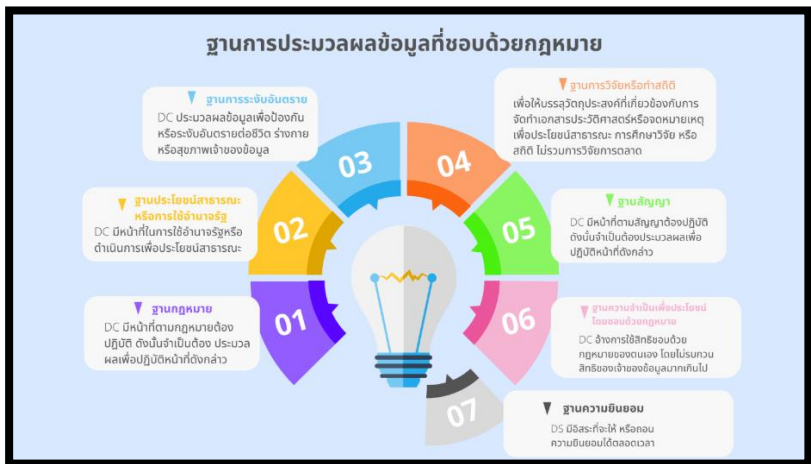 ฐานการประมวลผลข้อมูลที่ชอบด้วยกฎหมาย
ฐานการระงับอันตราย
DC ประมวลผลข้อมูลเพื่อป้องกัน
หรือระงับอันตรายต่อชีวิต ร่างกาย
หรือสุขภาพเจ้าของข้อมูล
03
ฐานการวิจัยหรือทำสถิติ
เพื่อให้บรรลุวัตถุประสงค์ที่เกี่ยวข้องกับการ
จัดทำเอกสารประวัติศาสตร์หรือจดหมายเหตุ
เพื่อประโยชน์สาธารณะ การศึกษาวิจัย หรือ
สถิติ ไม่รวมการวิจัยการตลาด
04
ฐานประโยชน์สาธารณะ
หรือการใช้อำนาจรัฐ
DC มีหน้าที่ในการใช้อำนาจรัฐหรือ
ดำเนินการเพื่อประโยชน์สาธารณะ
02
ฐานสัญญา
DC มีหน้าที่ตามสัญญาต้องปฏิบัติ
ดังนั้นจำเป็นต้องประมวลผลเพื่อ
ปฏิบัติหน้าที่ดังกล่าว
05
ฐานกฎหมาย
DC มีหน้าที่ตามกฎหมายต้อง
ปฏิบัติ ดังนั้นจำเป็นต้อง ประมวล
ผลเพื่อปฏิบัติหน้าที่ดังกล่าว
01
ฐานความจำเป็นเพื่อประโยชน์
โดยชอบด้วยกฎหมาย
DC อ้างการใช้สิทธิชอบด้วย
กฎหมายของตนเอง โดยไม่รบกวน
สิทธิของเจ้าของข้อมูลมากเกินไป
06
ฐานความยินยอม
DS มีอิสระที่จะให้ หรือถอน
ความยินยอมได้ตลอดเวลา
07